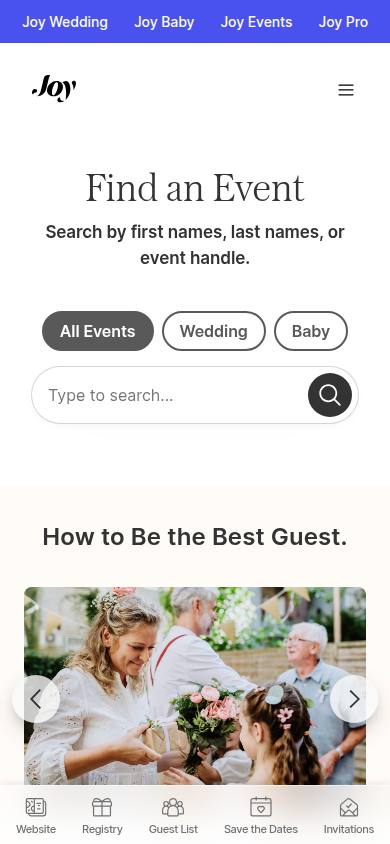 Joy Wedding Joy Baby Joy Events Joy Pro
Joy
Find an Event
Search by first names, last names, or
event handle.
All Events Wedding Baby
Type to search...
How to Be the Best Guest.
Website Registry Guest List Save the Dates Invitations